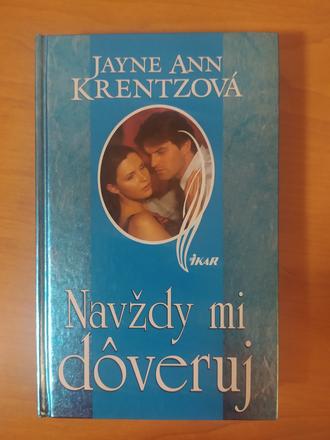 JAYNE ANN
KRENTZOVÁ
IKAR
Navždy mi
dôveruj